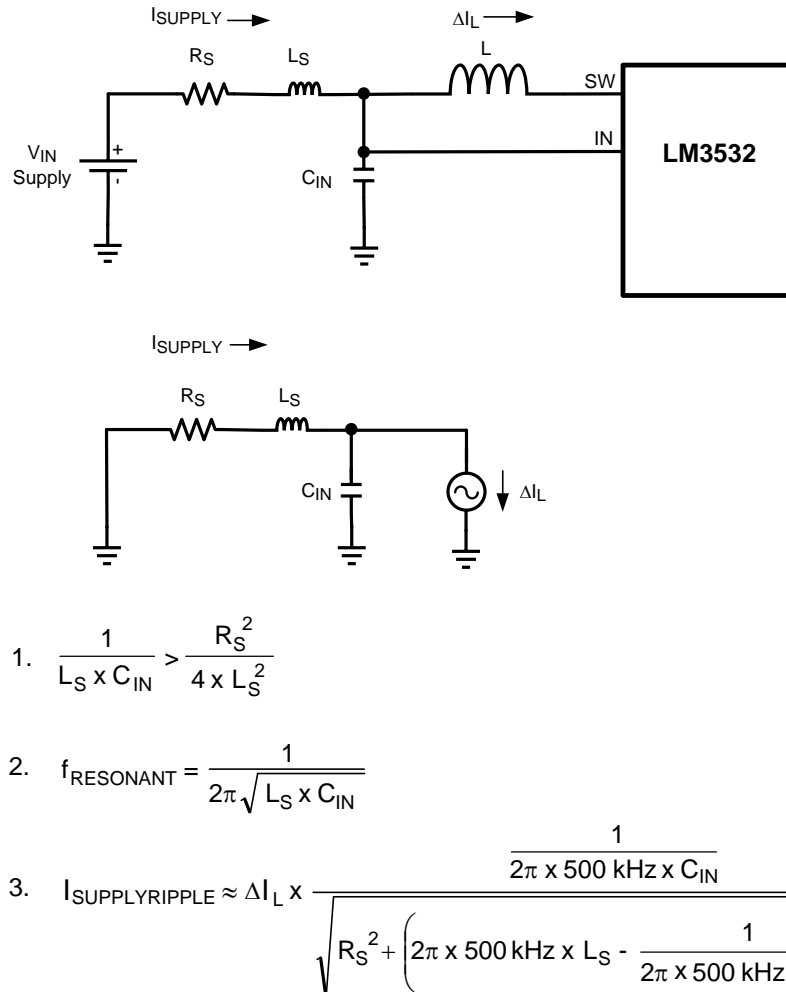 ISUPPLY
ΔIL
RS
LS
L
SW
IN
LM3532
VIN
Supply
+
-
CIN
ISUPPLY
RS
LS
CIN
ΔIL
1. 1 / (LS x CIN) > RS² / (4 x LS²)
2. fRESONANT = 1 / (2π√(LS x CIN))
3. ISUPPLYRIPPLE ≈ ΔIL x (1 / (2π x 500 kHz x CIN)) / √(RS² + (2π x 500 kHz x LS - 1 / (2π x 500 kHz